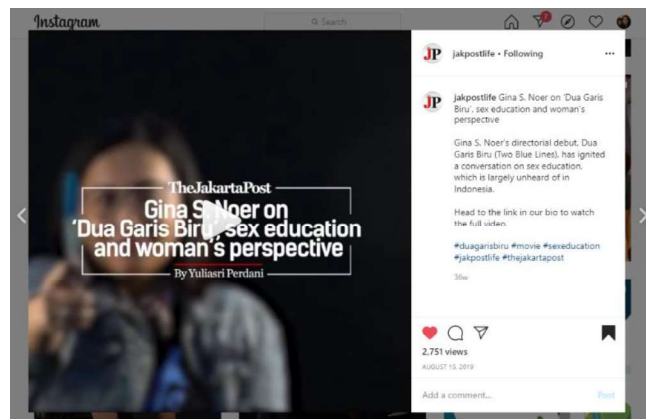 Instagram
Search
7
JP
jakpostlife • Following
...
TheJakartaPost
Gina S. Noer on
'Dua Garis Biru', sex education
and woman's perspective
By Yuliasri Perdani
JP
jakpostlife Gina S. Noer on 'Dua Garis
Biru', sex education and woman's
perspective
Gina S. Noer's directorial debut, Dua
Garis Biru (Two Blue Lines), has ignited
a conversation on sex education,
which is largely unheard of in
Indonesia.
Head to the link in our bio to watch
the full video.
#duagarisbiru #movie #sexeducation
#jakpostlife #thejakartapost
2,751 views
AUGUST 15, 2019
Add a comment...
Post